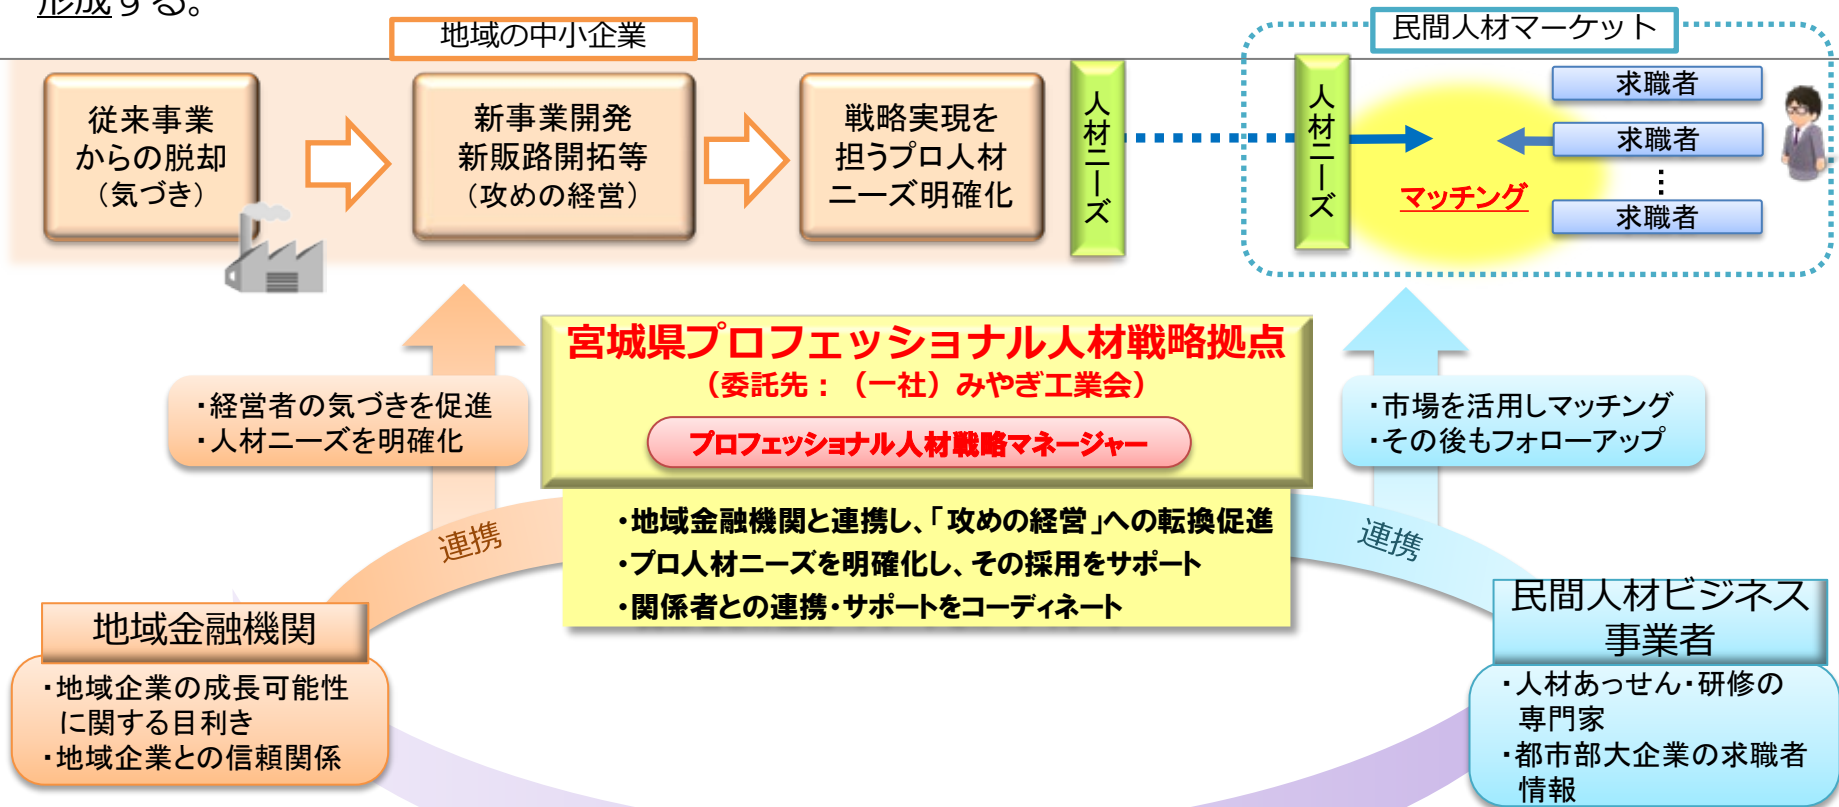 形成する。
地域の中小企業
民間人材マーケット
従来事業
からの脱却
（気づき）
新事業開発
新販路開拓等
（攻めの経営）
戦略実現を
担うプロ人材
ニーズ明確化
人材ニーズ
人材ニーズ
マッチング
求職者
求職者
⋮
求職者
宮城県プロフェッショナル人材戦略拠点
（委託先：（一社）みやぎ工業会）
プロフェッショナル人材戦略マネージャー
・経営者の気づきを促進
・人材ニーズを明確化
・市場を活用しマッチング
・その後もフォローアップ
・地域金融機関と連携し、「攻めの経営」への転換促進
・プロ人材ニーズを明確化し、その採用をサポート
・関係者との連携・サポートをコーディネート
連携
連携
地域金融機関
・地域企業の成長可能性
に関する目利き
・地域企業との信頼関係
民間人材ビジネス
事業者
・人材あっせん・研修の
専門家
・都市部大企業の求職者
情報